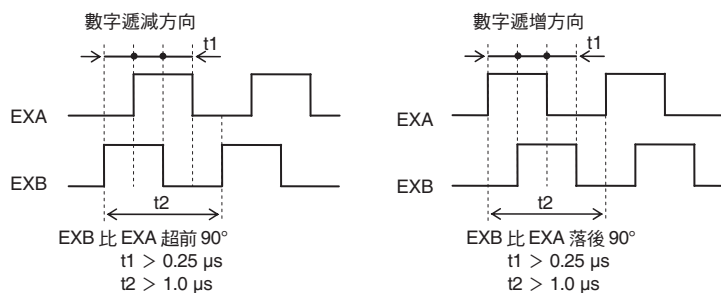 數字遞減方向
t1
EXA
EXB
t2
EXB 比 EXA 超前 90°
t1 > 0.25 µs
t2 > 1.0 µs
數字遞增方向
t1
EXA
EXB
t2
EXB 比 EXA 落後 90°
t1 > 0.25 µs
t2 > 1.0 µs